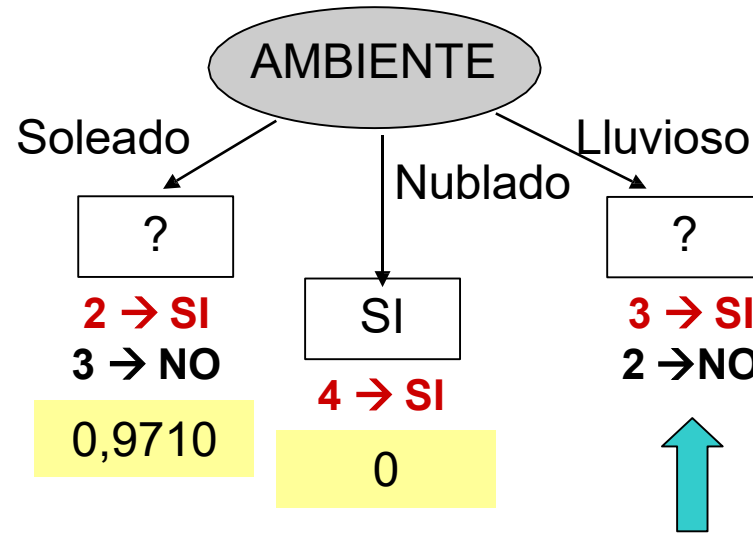 AMBIENTE
Soleado
Nublado
Lluvioso
?
2 → SI
3 → NO
0,9710
SI
4 → SI
0
?
3 → SI
2 →NO